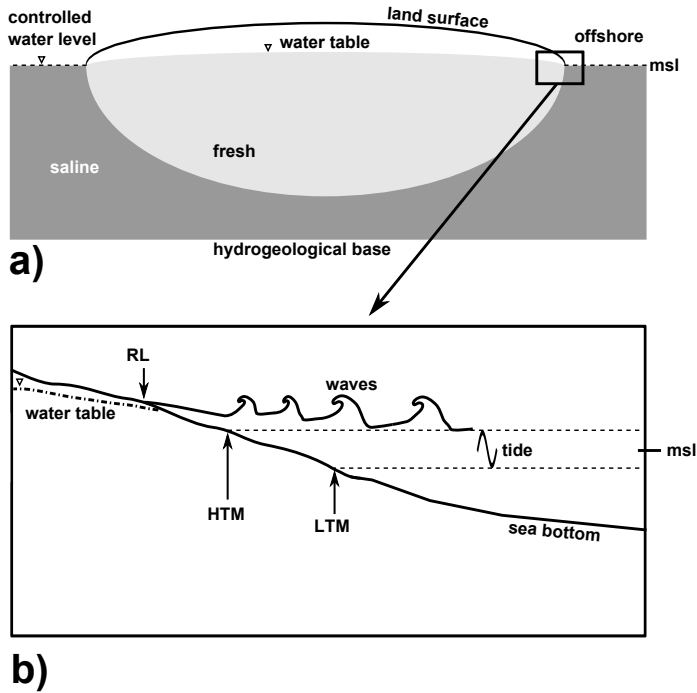 controlled
water level
land surface
water table
offshore
msl
fresh
saline
hydrogeological base
a)
RL
waves
water table
tide
msl
HTM
LTM
sea bottom
b)